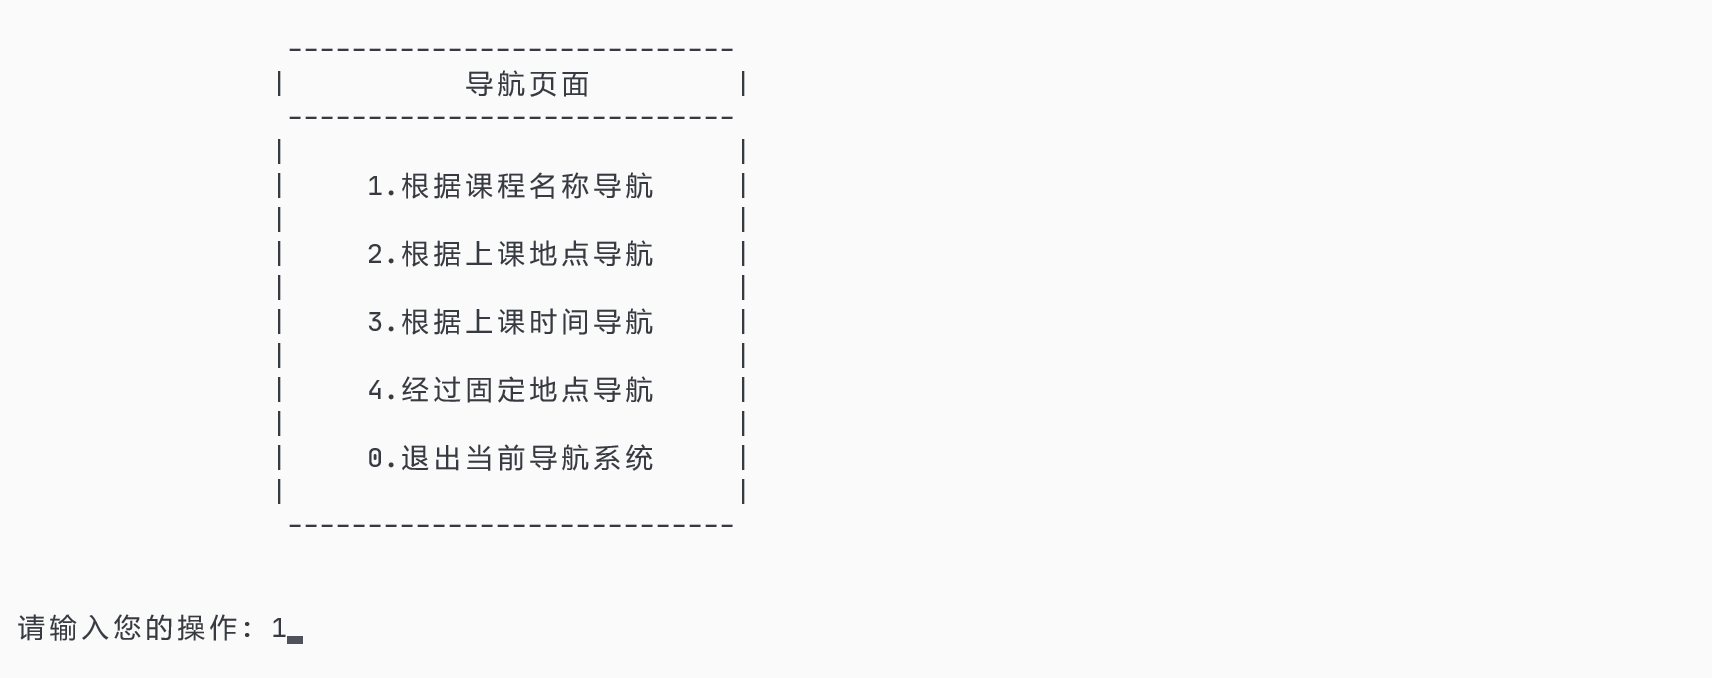 ----------------------------
| 导航页面 |
----------------------------
| |
| 1.根据课程名称导航 |
| |
| 2.根据上课地点导航 |
| |
| 3.根据上课时间导航 |
| |
| 4.经过固定地点导航 |
| |
| 0.退出当前导航系统 |
| |
----------------------------
请输入您的操作: 1